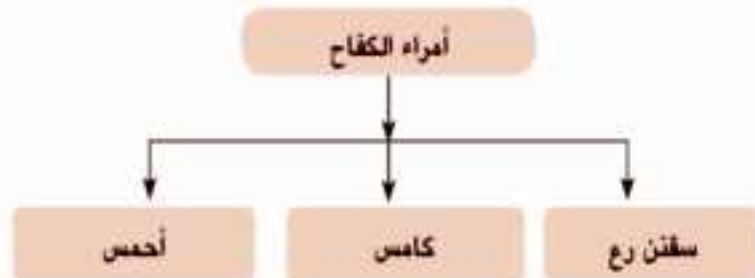 أمراء الكفاح
سقنن رع
كامس
أحمس